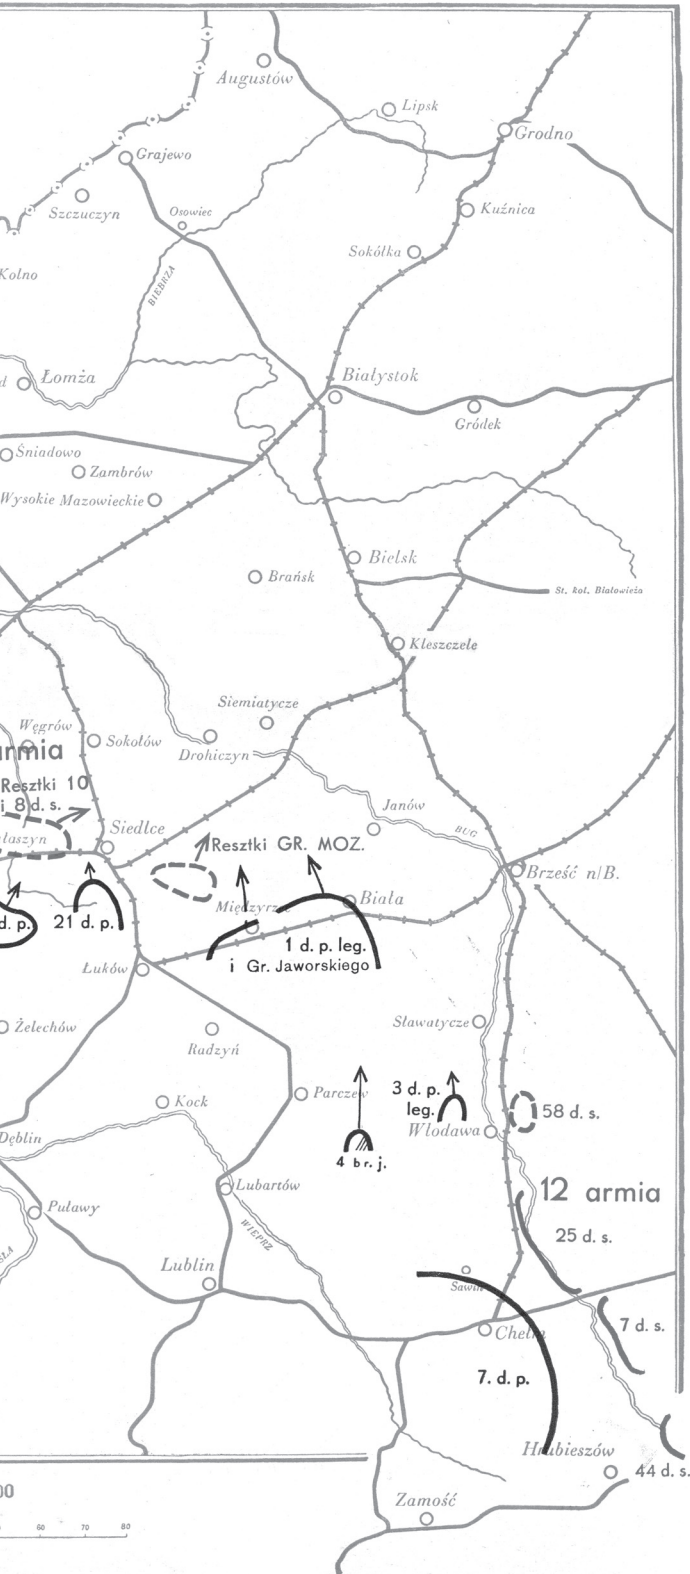 Augustów
Lipsk
Grodno
Grajewo
Szczuczyn
Osowiec
Kuźnica
Sokółka
Kolno
BIEBRZA
Łomża
Białystok
Gródek
Śniadowo
Zambrów
Wysokie Mazowieckie
Bielsk
Brańsk
St. kol. Białowieża
Kleszczele
Siemiatycze
Węgrów
Sokołów
Drohiczyn
armia
Resztki 10
i 8 d. s.
Janów
BUG
Siedlce
Resztki GR. MOZ.
Brześć n/B.
Biała
d. p.
21 d. p.
1 d. p. leg.
i Gr. Jaworskiego
Łuków
Sławatycze
Żelechów
Radzyń
Parczew
Kock
3 d. p.
leg.
58 d. s.
Włodawa
Dęblin
4 br. j.
Lubartów
12 armia
Puławy
WIEPRZ
25 d. s.
Lublin
Sawin
7 d. s.
Chełm
7. d. p.
Hrubieszów
44 d. s.
00
Zamość
60 70 80